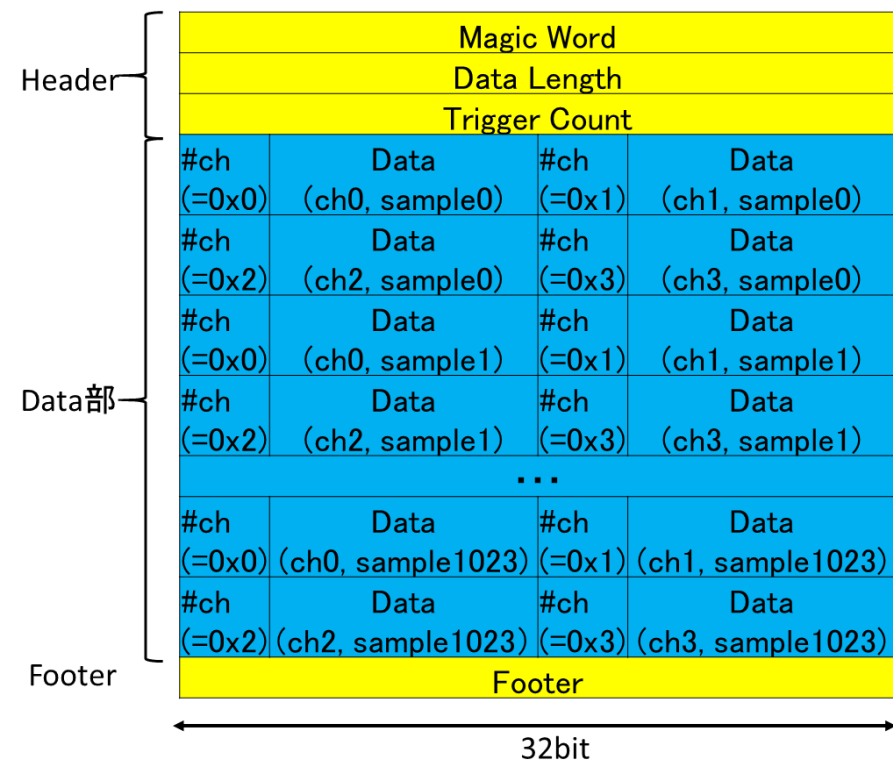 Header
Magic Word
Data Length
Trigger Count
Data部
#ch Data #ch Data
(=0x0) (ch0, sample0) (=0x1) (ch1, sample0)
#ch Data #ch Data
(=0x2) (ch2, sample0) (=0x3) (ch3, sample0)
#ch Data #ch Data
(=0x0) (ch0, sample1) (=0x1) (ch1, sample1)
#ch Data #ch Data
(=0x2) (ch2, sample1) (=0x3) (ch3, sample1)
...
#ch Data #ch Data
(=0x0) (ch0, sample1023) (=0x1) (ch1, sample1023)
#ch Data #ch Data
(=0x2) (ch2, sample1023) (=0x3) (ch3, sample1023)
Footer
Footer
32bit